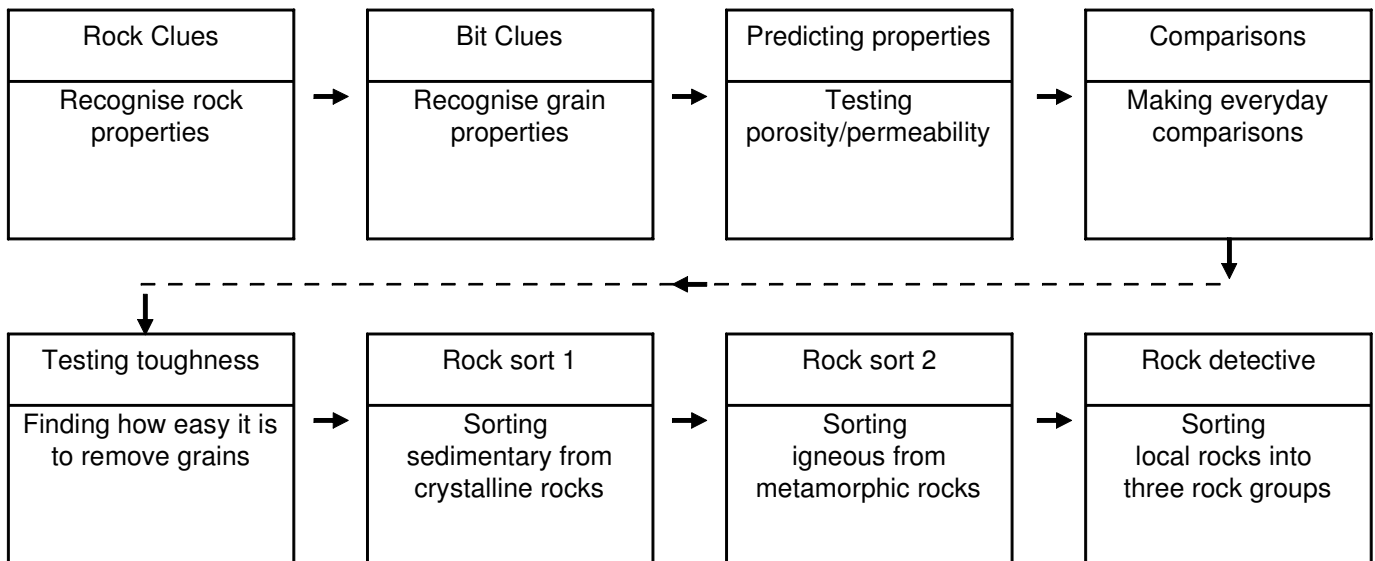 Rock Clues
Recognise rock
properties
Bit Clues
Recognise grain
properties
Predicting properties
Testing
porosity/permeability
Comparisons
Making everyday
comparisons
Testing toughness
Finding how easy it is
to remove grains
Rock sort 1
Sorting
sedimentary from
crystalline rocks
Rock sort 2
Sorting
igneous from
metamorphic rocks
Rock detective
Sorting
local rocks into
three rock groups